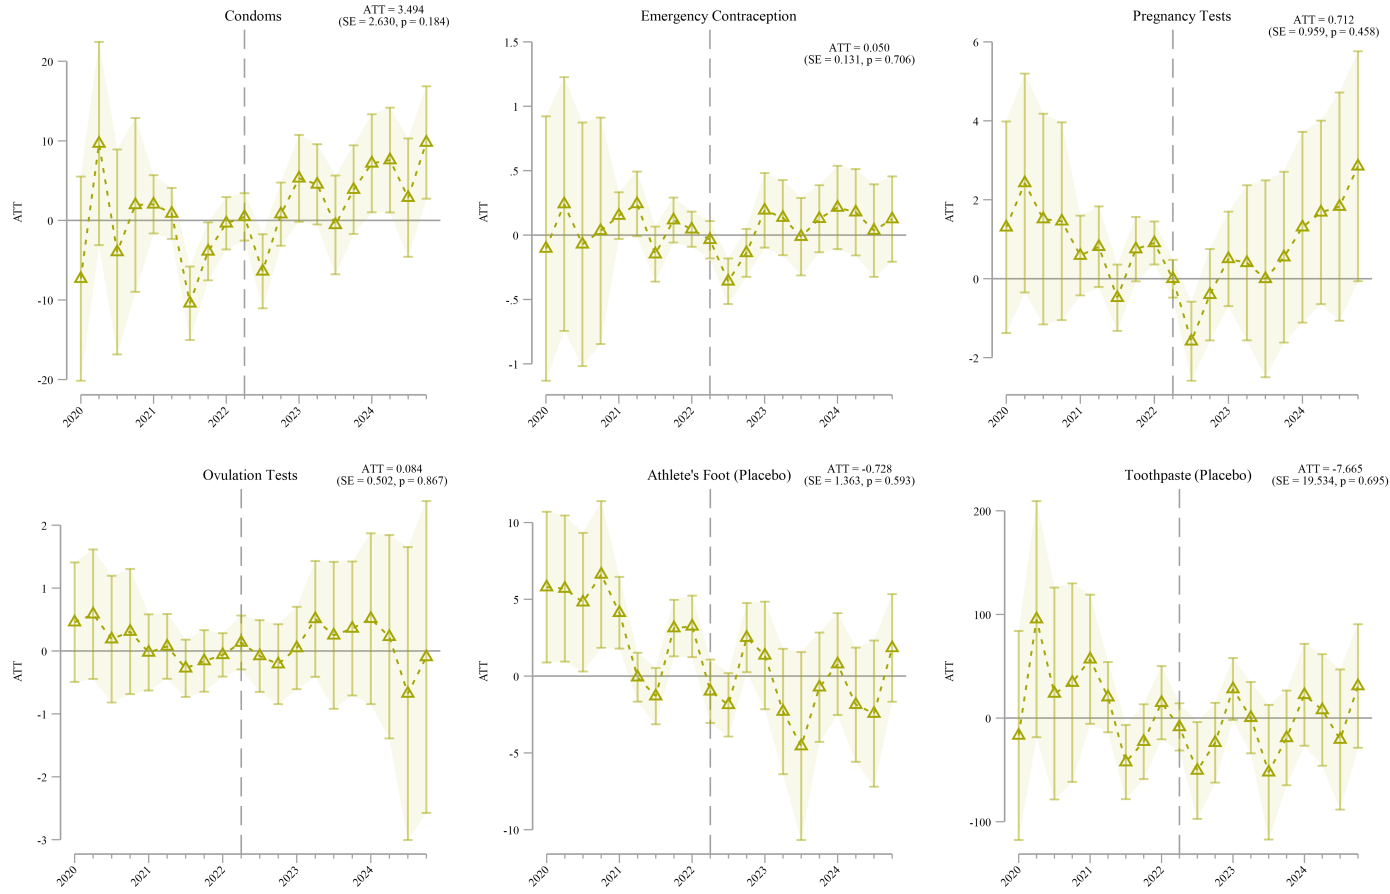 Condoms
ATT = 3.494
(SE = 2.630, p = 0.184)
20
10
0
-10
-20
ATT
2020
2021
2022
2023
2024
Emergency Contraception
ATT = 0.050
(SE = 0.131, p = 0.706)
1.5
1
.5
0
-.5
-1
ATT
2020
2021
2022
2023
2024
Pregnancy Tests
ATT = 0.712
(SE = 0.959, p = 0.458)
6
4
2
0
-2
ATT
2020
2021
2022
2023
2024
Ovulation Tests
ATT = 0.084
(SE = 0.502, p = 0.867)
2
1
0
-1
-2
-3
ATT
2020
2021
2022
2023
2024
Athlete's Foot (Placebo)
ATT = -0.728
(SE = 1.363, p = 0.593)
10
5
0
-5
-10
ATT
2020
2021
2022
2023
2024
Toothpaste (Placebo)
ATT = -7.665
(SE = 19.534, p = 0.695)
200
100
0
-100
ATT
2020
2021
2022
2023
2024